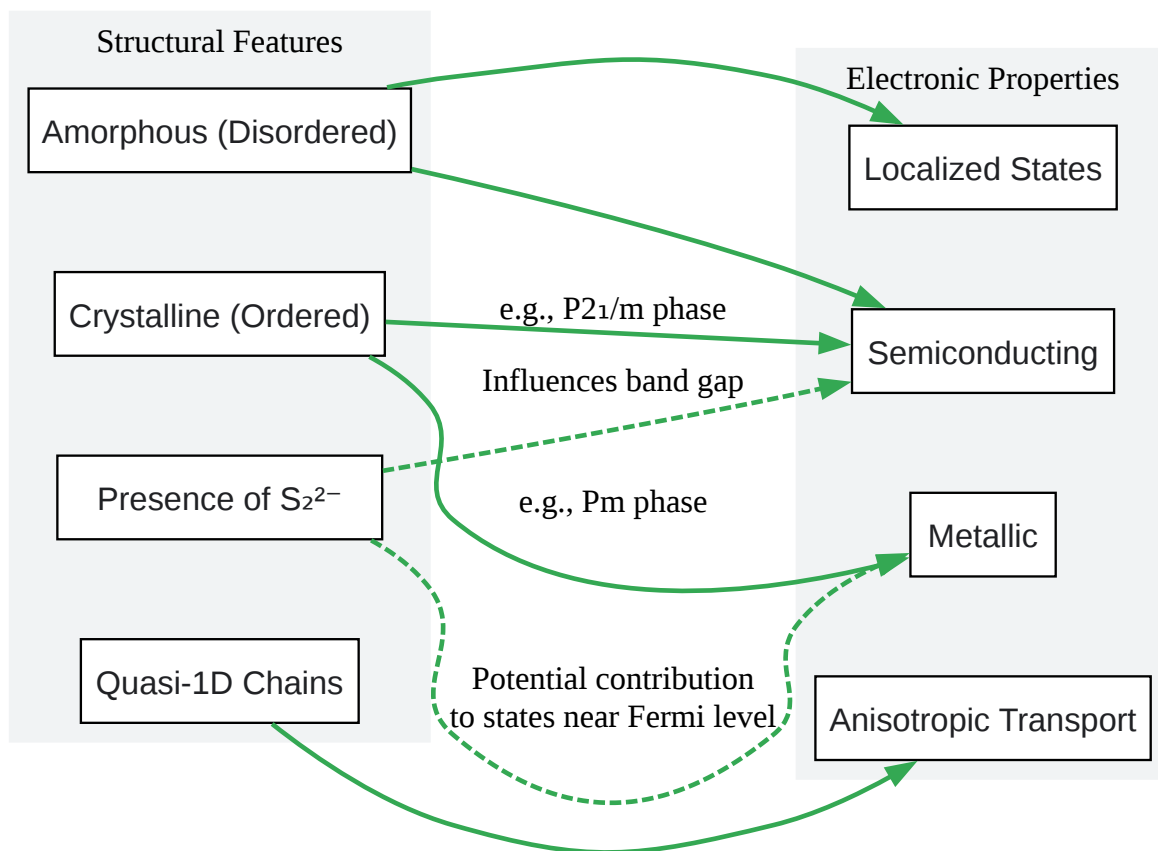 Structural Features
Amorphous (Disordered)
Crystalline (Ordered)
Presence of S₂²⁻
Quasi-1D Chains
e.g., P2₁/m phase
Influences band gap
e.g., Pm phase
Potential contribution
to states near Fermi level
Electronic Properties
Localized States
Semiconducting
Metallic
Anisotropic Transport